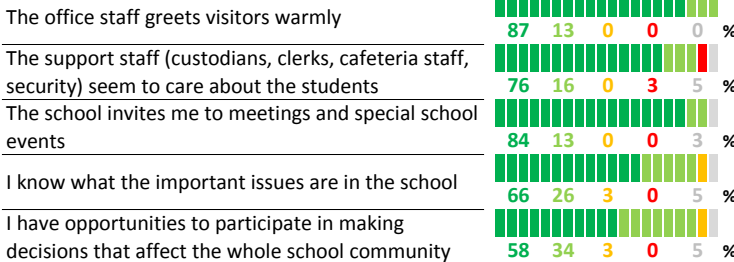 The office staff greets visitors warmly
87 13 0 0 0 %
The support staff (custodians, clerks, cafeteria staff,
security) seem to care about the students
76 16 0 3 5 %
The school invites me to meetings and special school
events
84 13 0 0 3 %
I know what the important issues are in the school
66 26 3 0 5 %
I have opportunities to participate in making
decisions that affect the whole school community
58 34 3 0 5 %